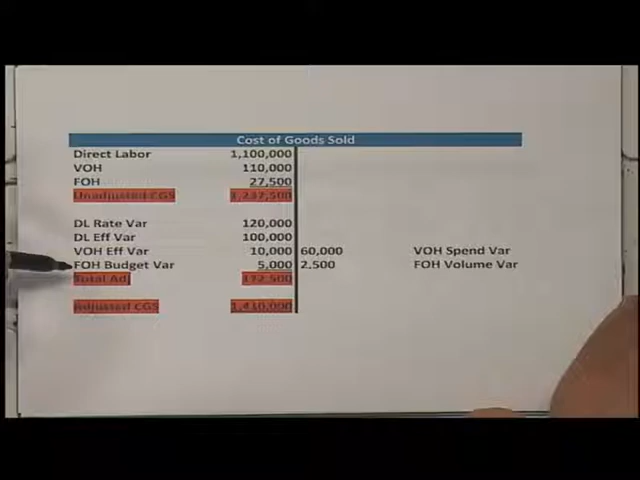 Cost of Goods Sold
Direct Labor 1,100,000
VOH 110,000
FOH 27,500
Unadjusted CGS 1,237,500
DL Rate Var 120,000
DL Eff Var 100,000
VOH Eff Var 10,000 60,000 VOH Spend Var
FOH Budget Var 5,000 2,500 FOH Volume Var
Total Adj 172,500
Adjusted CGS 1,410,000